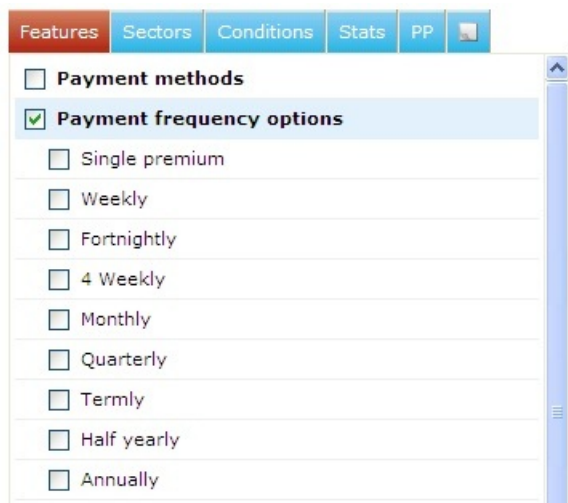 Features Sectors Conditions Stats PP
Payment methods
Payment frequency options
Single premium
Weekly
Fortnightly
4 Weekly
Monthly
Quarterly
Termly
Half yearly
Annually